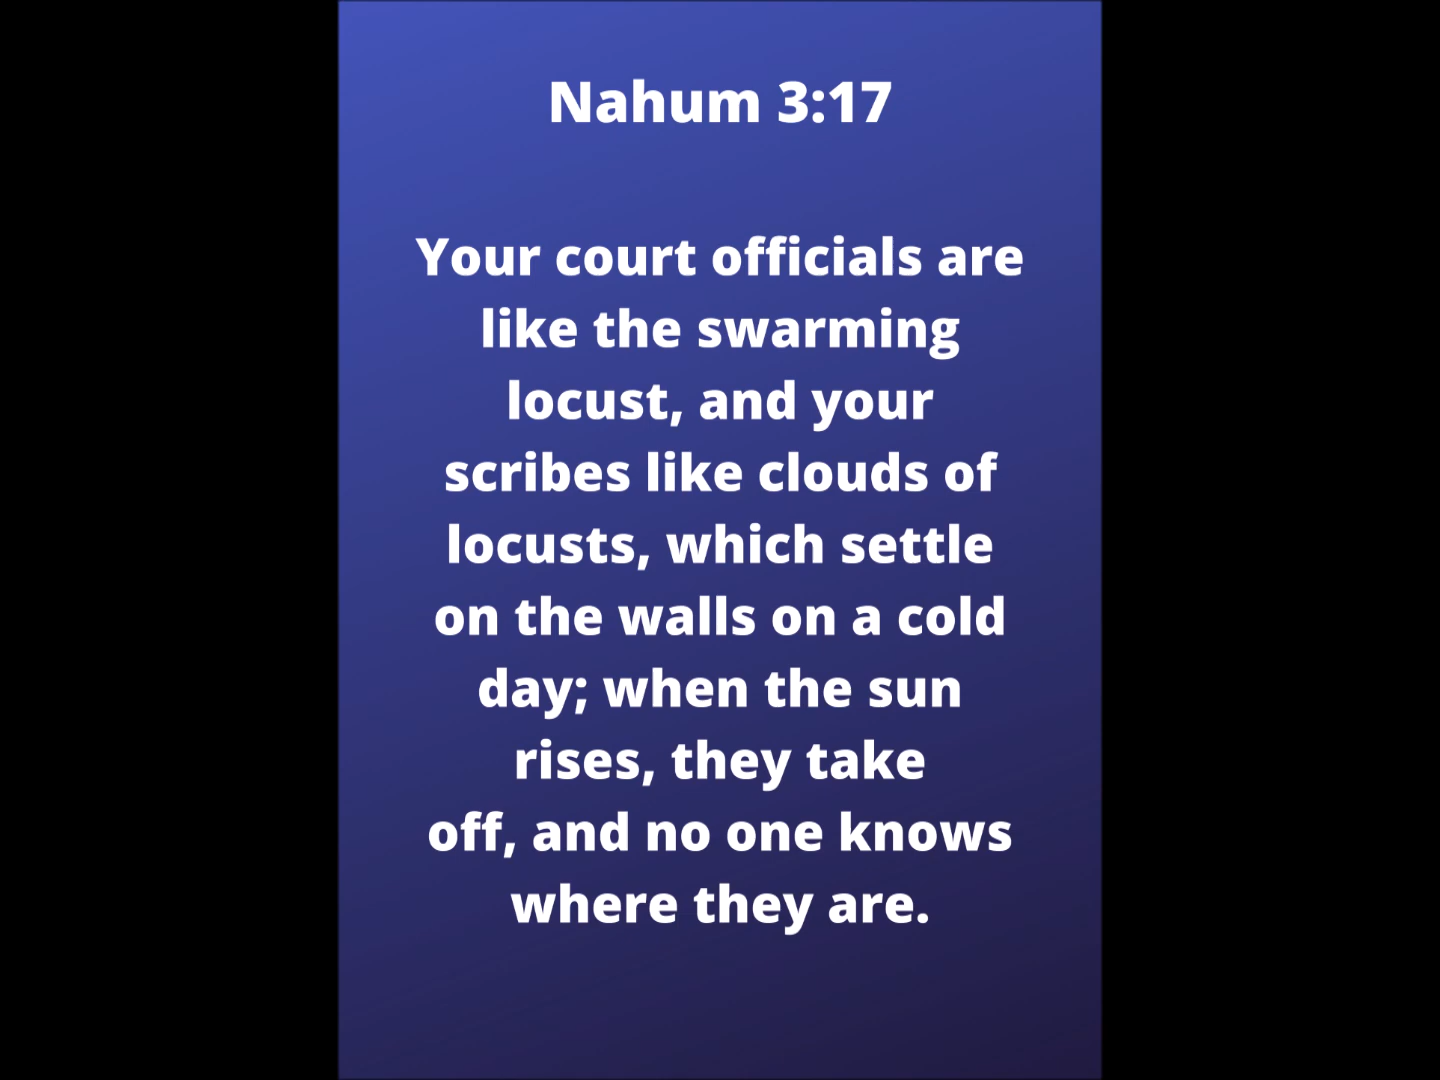 Nahum 3:17
Your court officials are
like the swarming
locust, and your
scribes like clouds of
locusts, which settle
on the walls on a cold
day; when the sun
rises, they take
off, and no one knows
where they are.